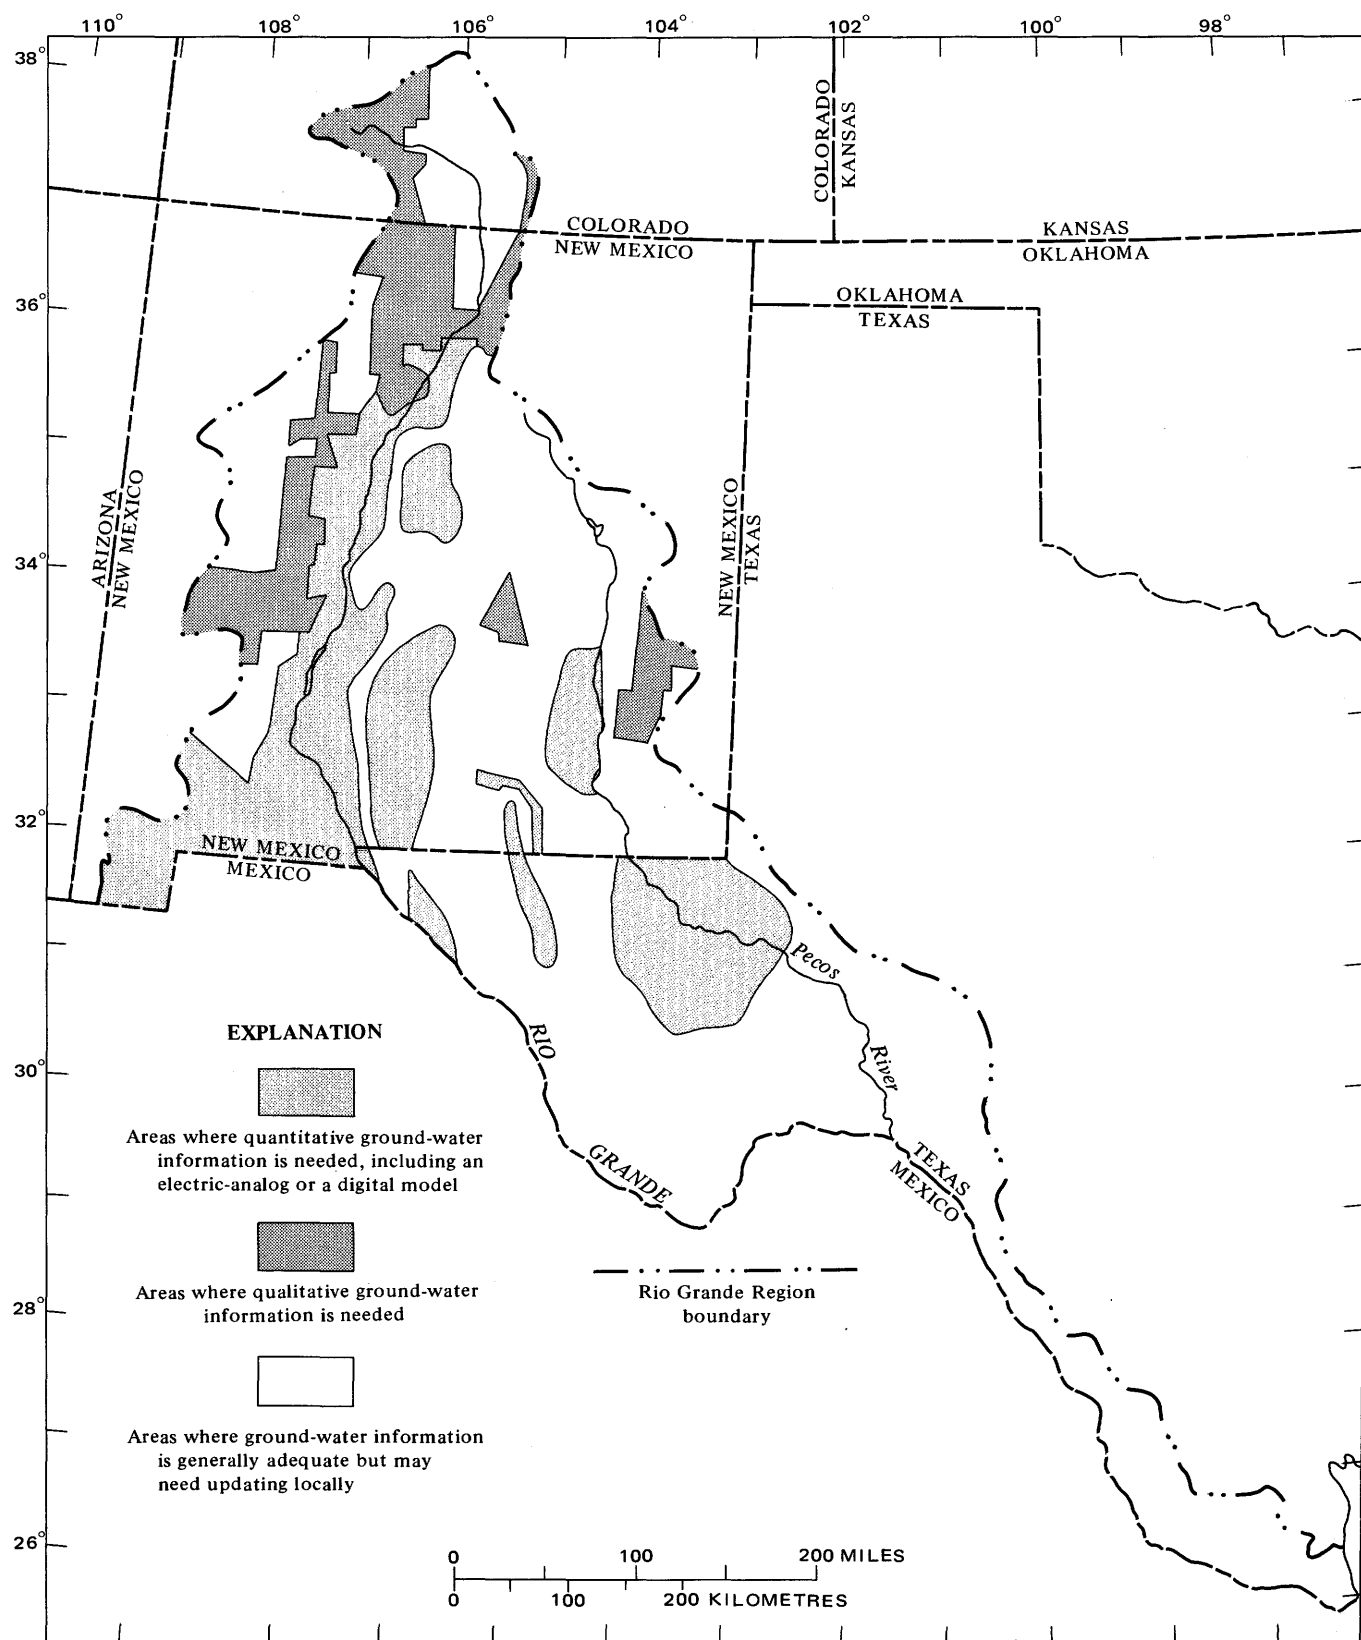 110° 108° 106° 104° 102° 100° 98°
38°
COLORADO
KANSAS
COLORADO
NEW MEXICO
KANSAS
OKLAHOMA
36°
OKLAHOMA
TEXAS
ARIZONA
NEW MEXICO
NEW MEXICO
TEXAS
34°
32°
NEW MEXICO
MEXICO
Pecos
River
RIO
GRANDE
TEXAS
MEXICO
30°
EXPLANATION
Areas where quantitative ground-water
information is needed, including an
electric-analog or a digital model
Areas where qualitative ground-water
information is needed
Rio Grande Region
boundary
28°
Areas where ground-water information
is generally adequate but may
need updating locally
26°
0 100 200 MILES
0 100 200 KILOMETRES